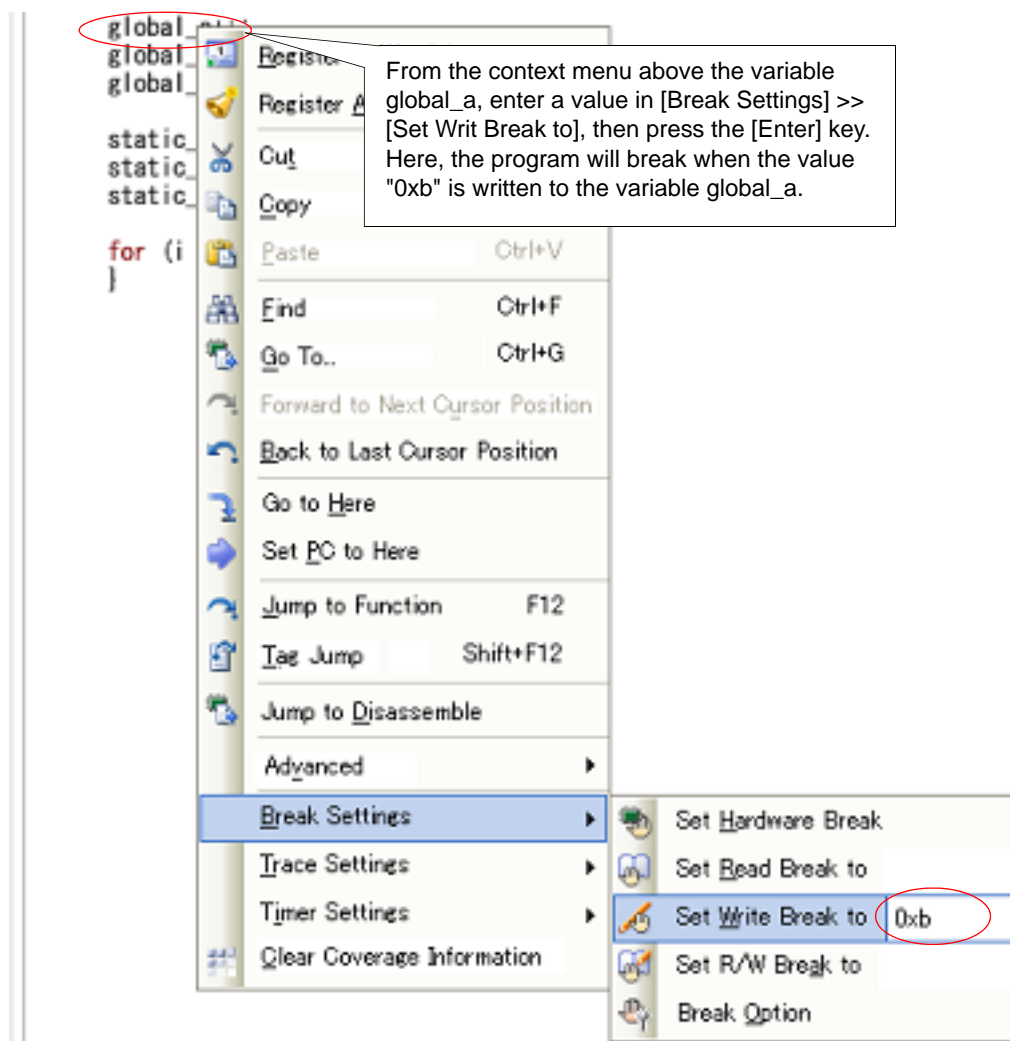 global_
global_
global_
static_
static_
static_
for (i
}
From the context menu above the variable
global_a, enter a value in [Break Settings] >>
[Set Writ Break to], then press the [Enter] key.
Here, the program will break when the value
"0xb" is written to the variable global_a.
Register
Register A
Cut
Copy
Paste Ctrl+V
Find Ctrl+F
Go To.. Ctrl+G
Forward to Next Cursor Position
Back to Last Cursor Position
Go to Here
Set PC to Here
Jump to Function F12
Tag Jump Shift+F12
Jump to Disassemble
Advanced
Break Settings
Trace Settings
Timer Settings
Clear Coverage Information
Set Hardware Break
Set Read Break to
Set Write Break to 0xb
Set R/W Break to
Break Option